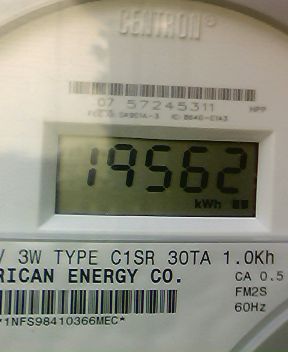 CENTRON®
07 57245311 HPP
19562
kWh
V 3W TYPE C1SR 30TA 1.0Kh
RICAN ENERGY CO. CA 0.5
FM2S
*1NFS98410366MEC* 60Hz